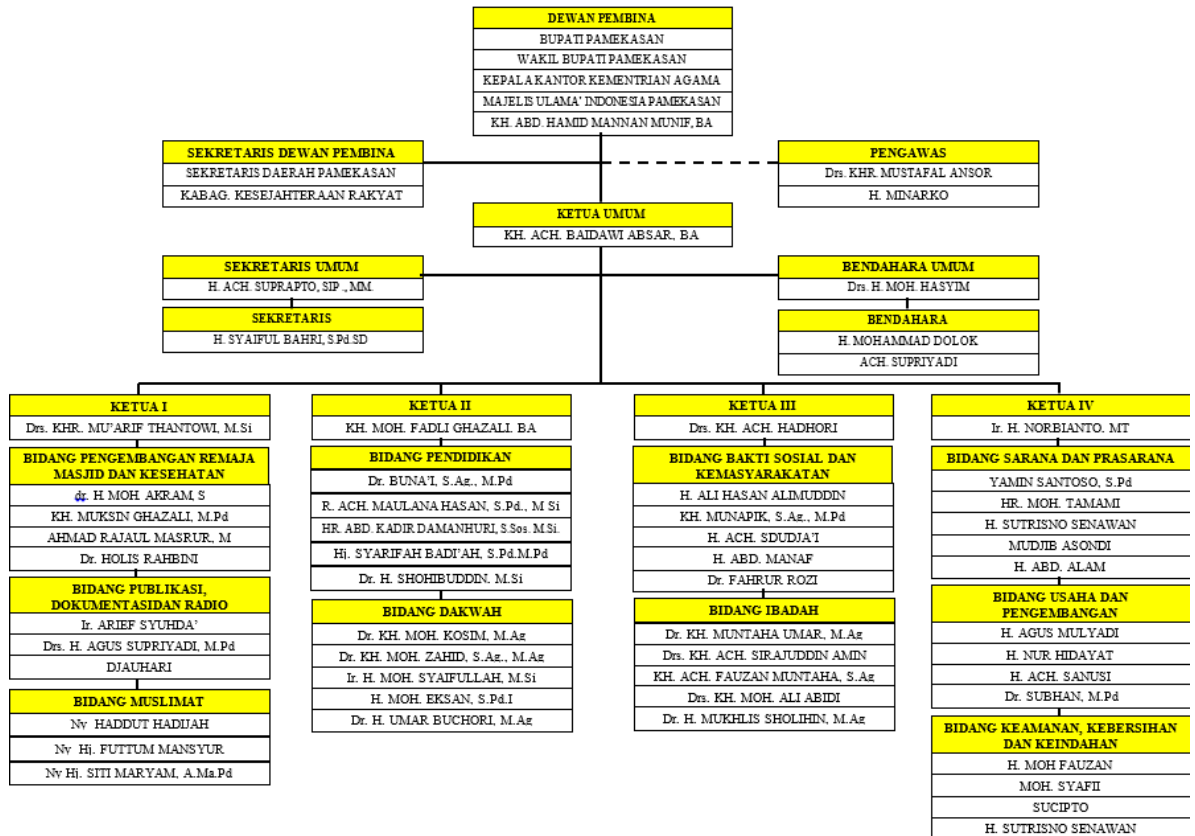 DEWAN PEMBINA
BUPATI PAMEKASAN
WAKIL BUPATI PAMEKASAN
KEPALA KANTOR KEMENTRIAN AGAMA
MAJELIS ULAMA' INDONESIA PAMEKASAN
KH. ABD. HAMID MANNAN MUNIF, BA
SEKRETARIS DEWAN PEMBINA
SEKRETARIS DAERAH PAMEKASAN
KABAG. KESEJAHTERAAN RAKYAT
PENGAWAS
Drs. KHR. MUSTAFAL ANSOR
H. MINARKO
KETUA UMUM
KH. ACH. BAIDAWI ABSAR, BA
SEKRETARIS UMUM
H. ACH. SUPRAPTO, SIP., MM.
SEKRETARIS
H. SYAIFUL BAHRI, S.Pd.SD
BENDAHARA UMUM
Drs. H. MOH. HASYIM
BENDAHARA
H. MOHAMMAD DOLOK
ACH. SUPRIYADI
KETUA I
Drs. KHR. MU'ARIF THANTOWI, M.Si
BIDANG PENGEMBANGAN REMAJA
MASJID DAN KESEHATAN
dr. H. MOH. AKRAM, S
KH. MUKSIN GHAZALI, M.Pd
AHMAD RAJAUL MASRUR, M
Dr. HOLIS RAHBINI
BIDANG PUBLIKASI,
DOKUMENTASIDAN RADIO
Ir. ARIEF SYUHDA'
Drs. H. AGUS SUPRIYADI, M.Pd
DJAUHARI
BIDANG MUSLIMAT
Ny HADDUT HADIJAH
Ny Hj. FUTTUM MANSYUR
Ny Hj. SITI MARYAM, A.Ma.Pd
KETUA II
KH. MOH. FADLI GHAZALI. BA
BIDANG PENDIDIKAN
Dr. BUNA'I, S.Ag., M.Pd
R. ACH. MAULANA HASAN, S.Pd., M Si
HR. ABD. KADIR DAMANHURI, S.Sos. M.Si.
Hj. SYARIFAH BADI'AH, S.Pd.M.Pd
Dr. H. SHOHIBUDDIN. M.Si
BIDANG DAKWAH
Dr. KH. MOH. KOSIM, M.Ag
Dr. KH. MOH. ZAHID, S.Ag., M.Ag
Ir. H. MOH. SYAIFULLAH, M.Si
H. MOH. EKSAN, S.Pd.I
Dr. H. UMAR BUCHORI, M.Ag
KETUA III
Drs. KH. ACH. HADHORI
BIDANG BAKTI SOSIAL DAN
KEMASYARAKATAN
H. ALI HASAN ALIMUDDIN
KH. MUNAPIK, S.Ag., M.Pd
H. ACH. SDUDJA'I
H. ABD. MANAF
Dr. FAHRUR ROZI
BIDANG IBADAH
Dr. KH. MUNTAHA UMAR, M.Ag
Drs. KH. ACH. SIRAJUDDIN AMIN
KH. ACH. FAUZAN MUNTAHA, S.Ag
Drs. KH. MOH. ALI ABIDI
Dr. H. MUKHLIS SHOLIHIN, M.Ag
KETUA IV
Ir. H. NORBIANTO. MT
BIDANG SARANA DAN PRASARANA
YAMIN SANTOSO, S.Pd
HR. MOH. TAMAMI
H. SUTRISNO SENAWAN
MUDJIB ASONDI
H. ABD. ALAM
BIDANG USAHA DAN
PENGEMBANGAN
H. AGUS MULYADI
H. NUR HIDAYAT
H. ACH. SANUSI
Dr. SUBHAN, M.Pd
BIDANG KEAMANAN, KEBERSIHAN
DAN KEINDAHAN
H. MOH FAUZAN
MOH. SYAFII
SUCIPTO
H. SUTRISNO SENAWAN